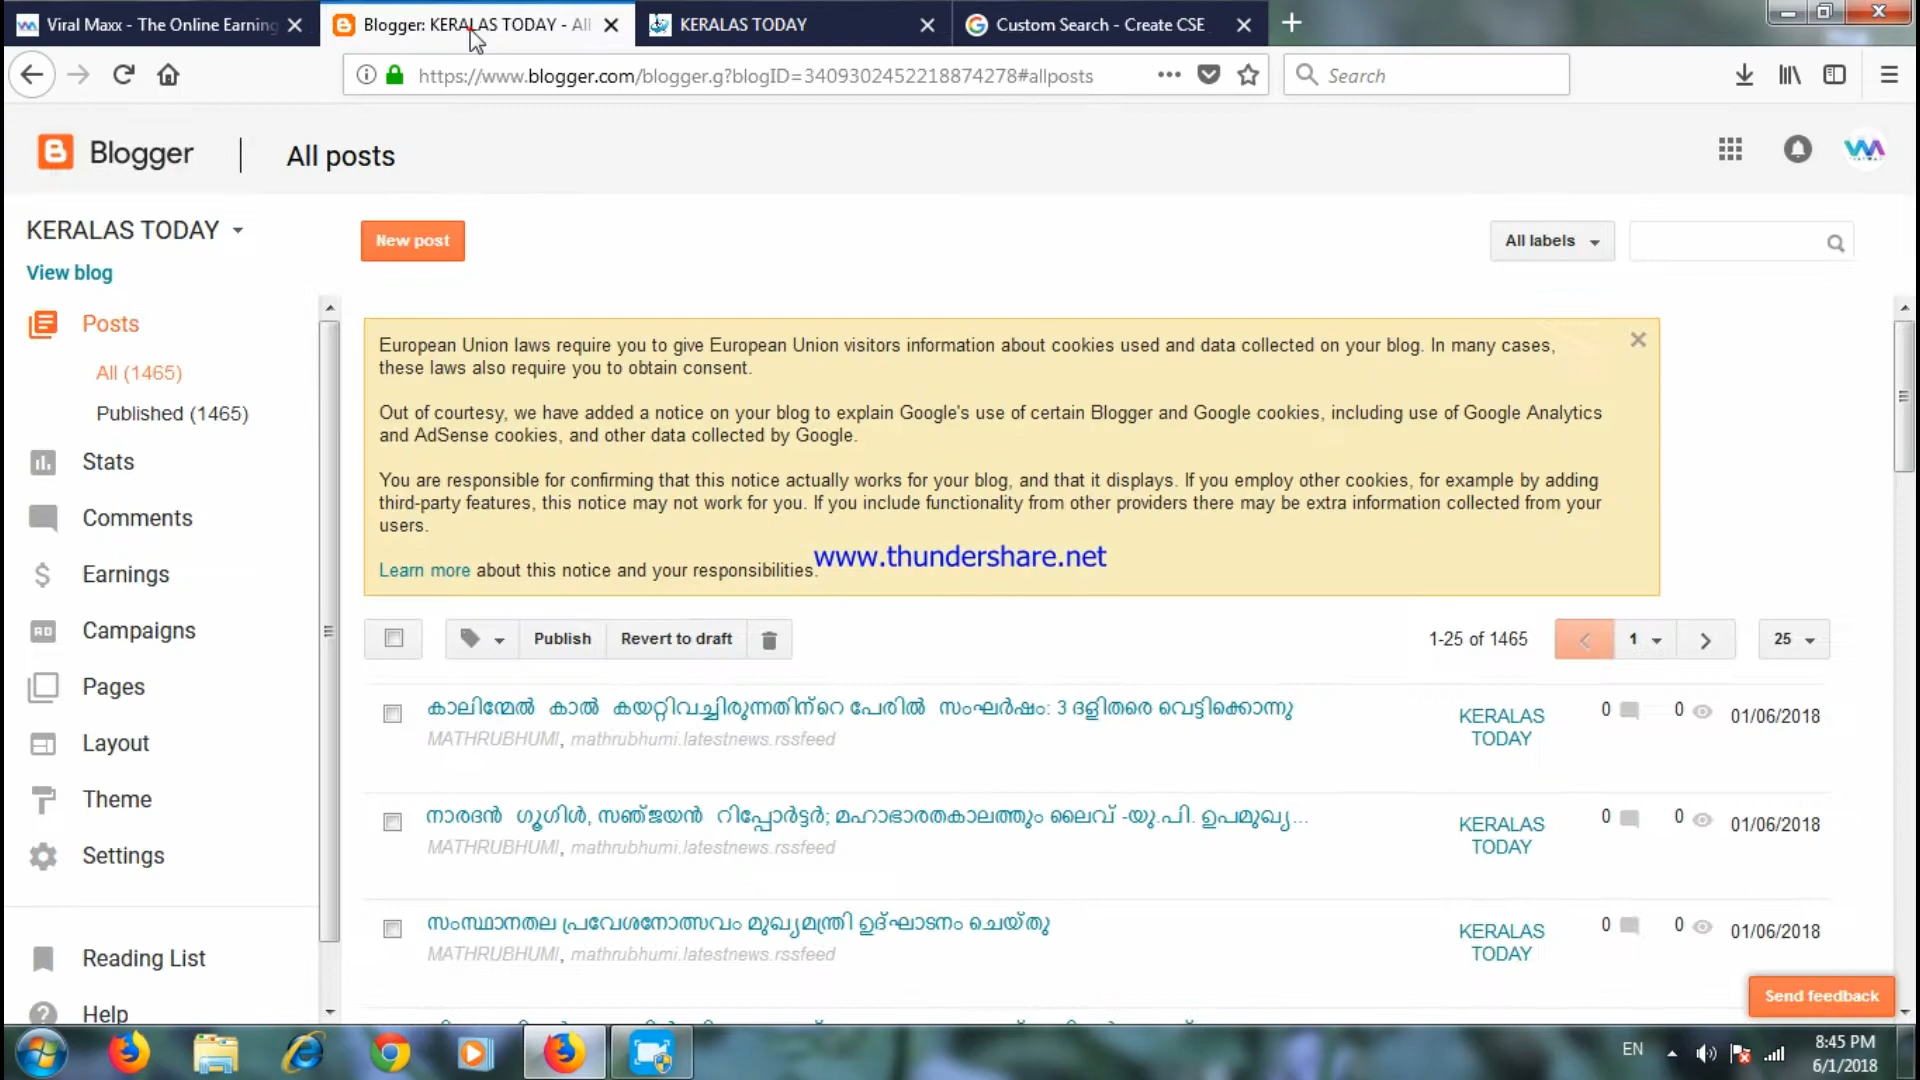 Viral Maxx - The Online Earning
Blogger: KERALAS TODAY - All
KERALAS TODAY
Custom Search - Create CSE
https://www.blogger.com/blogger.g?blogID=3409302452218874278#allposts
Search
Blogger
All posts
KERALAS TODAY
View blog
New post
All labels
Posts
All (1465)
Published (1465)
Stats
Comments
Earnings
Campaigns
Pages
Layout
Theme
Settings
Reading List
Help
European Union laws require you to give European Union visitors information about cookies used and data collected on your blog. In many cases,
these laws also require you to obtain consent.
Out of courtesy, we have added a notice on your blog to explain Google's use of certain Blogger and Google cookies, including use of Google Analytics
and AdSense cookies, and other data collected by Google.
You are responsible for confirming that this notice actually works for your blog, and that it displays. If you employ other cookies, for example by adding
third-party features, this notice may not work for you. If you include functionality from other providers there may be extra information collected from your
users.
www.thundershare.net
Learn more about this notice and your responsibilities.
Publish
Revert to draft
1-25 of 1465
1
25
കാലിന്മേൽ കാൽ കയറ്റിവച്ചിരുന്നതിന്റെ പേരിൽ സംഘർഷം: 3 ദളിതരെ വെട്ടിക്കൊന്നു
MATHRUBHUMI, mathrubhumi.latestnews.rssfeed
KERALAS
TODAY
0
0
01/06/2018
നാരദൻ ഗൂഗിൾ, സഞ്ജയൻ റിപ്പോർട്ടർ; മഹാഭാരതകാലത്തും ലൈവ് -യു.പി. ഉപമുഖ്യ...
MATHRUBHUMI, mathrubhumi.latestnews.rssfeed
KERALAS
TODAY
0
0
01/06/2018
സംസ്ഥാനതല പ്രവേശനോത്സവം മുഖ്യമന്ത്രി ഉദ്ഘാടനം ചെയ്തു
MATHRUBHUMI, mathrubhumi.latestnews.rssfeed
KERALAS
TODAY
0
0
01/06/2018
Send feedback
EN
8:45 PM
6/1/2018